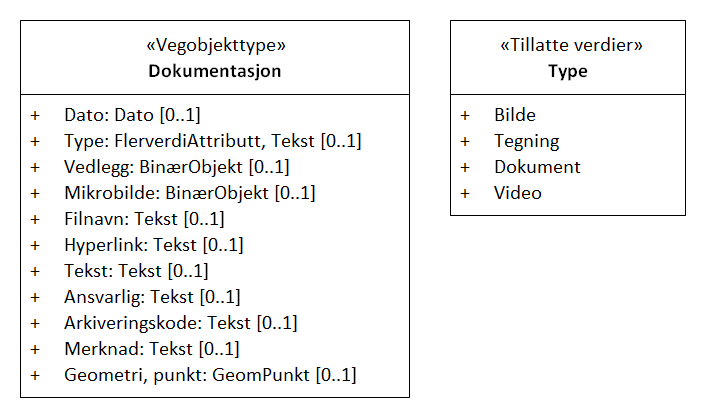 «Vegobjekttype»
Dokumentasjon
+ Dato: Dato [0..1]
+ Type: FlerverdiAttributt, Tekst [0..1]
+ Vedlegg: BinærObjekt [0..1]
+ Mikrobilde: BinærObjekt [0..1]
+ Filnavn: Tekst [0..1]
+ Hyperlink: Tekst [0..1]
+ Tekst: Tekst [0..1]
+ Ansvarlig: Tekst [0..1]
+ Arkiveringskode: Tekst [0..1]
+ Merknad: Tekst [0..1]
+ Geometri, punkt: GeomPunkt [0..1]
«Tillatte verdier»
Type
+ Bilde
+ Tegning
+ Dokument
+ Video